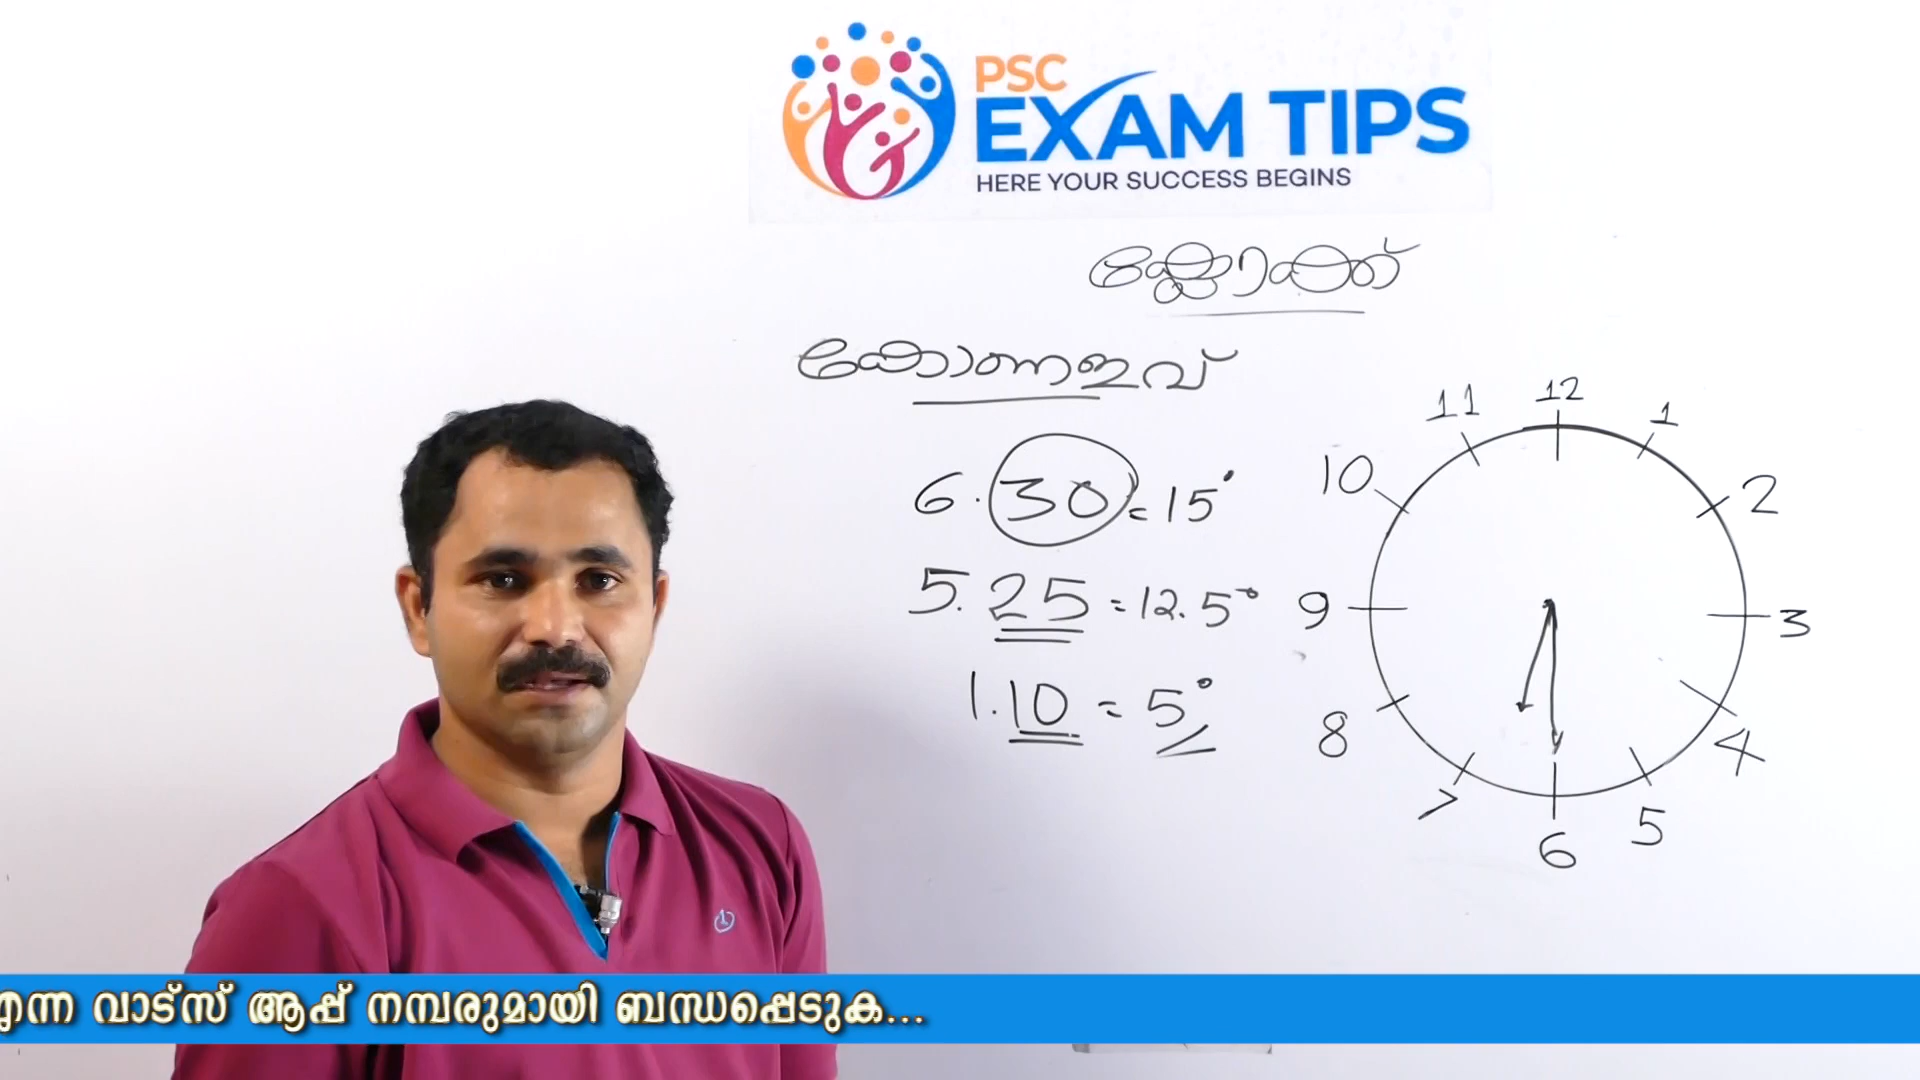 PSC
EXAM TIPS
HERE YOUR SUCCESS BEGINS
ക്ലോക്ക്
കോണളവ്
6.30 = 15°
5.25 = 12.5°
1.10 = 5°
12
11
1
10
2
9
3
8
4
7
5
6
എന്ന വാട്സ് ആപ്പ് നമ്പരുമായി ബന്ധപ്പെടുക...